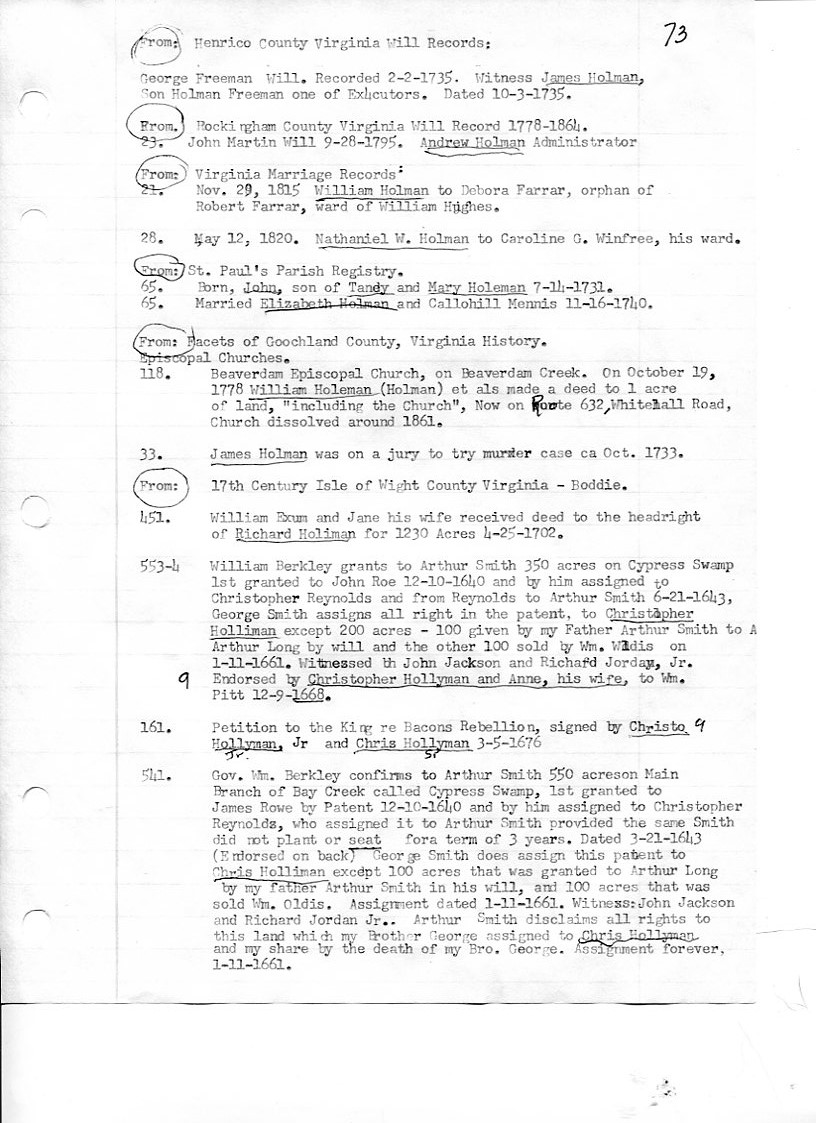 73
From: Henrico County Virginia Will Records:
George Freeman Will. Recorded 2-2-1735. Witness James Holman,
Son Holman Freeman one of Executors. Dated 10-3-1735.
From. Rockingham County Virginia Will Record 1778-1864.
23. John Martin Will 9-28-1795. Andrew Holman Administrator
From: Virginia Marriage Records:
21. Nov. 29, 1815 William Holman to Debora Farrar, orphan of
Robert Farrar, ward of William Hughes.
28. May 12, 1820. Nathaniel W. Holman to Caroline G. Winfree, his ward.
From: St. Paul's Parish Registry.
65. Born, John, son of Tandy and Mary Holeman 7-14-1731.
65. Married Elizabeth Holman and Callohill Mennis 11-16-1740.
From: Facets of Goochland County, Virginia History.
Episcopal Churches.
118. Beaverdam Episcopal Church, on Beaverdam Creek. On October 19,
1778 William Holeman (Holman) et als made a deed to 1 acre
of land, "including the Church", Now on Route 632, Whitehall Road,
Church dissolved around 1861.
33. James Holman was on a jury to try murder case ca Oct. 1733.
From: 17th Century Isle of Wight County Virginia - Boddie.
451. William Exum and Jane his wife received deed to the headright
of Richard Holiman for 1230 Acres 4-25-1702.
553-4 William Berkley grants to Arthur Smith 350 acres on Cypress Swamp
1st granted to John Roe 12-10-1640 and by him assigned to
Christopher Reynolds and from Reynolds to Arthur Smith 6-21-1643,
George Smith assigns all right in the patent, to Christopher
Holliman except 200 acres - 100 given by my Father Arthur Smith to A
Arthur Long by will and the other 100 sold by Wm. Wldis on
1-11-1661. Witnessed th John Jackson and Richard Jordan, Jr.
9 Endorsed by Christopher Hollyman and Anne, his wife, to Wm.
Pitt 12-9-1668.
161. Petition to the King re Bacons Rebellion, signed by Christo 9
Hollyman, Jr and Chris Hollyman 3-5-1676
Jr. Sr
541. Gov. Wm. Berkley confirms to Arthur Smith 550 acreson Main
Branch of Bay Creek called Cypress Swamp, 1st granted to
James Rowe by Patent 12-10-1640 and by him assigned to Christopher
Reynolds, who assigned it to Arthur Smith provided the same Smith
did not plant or seat fora term of 3 years. Dated 3-21-1643
(Endorsed on back) George Smith does assign this patent to
Chris Holliman except 100 acres that was granted to Arthur Long
by my father Arthur Smith in his will, and 100 acres that was
sold Wm. Oldis. Assignment dated 1-11-1661. Witness:John Jackson
and Richard Jordan Jr.. Arthur Smith disclaims all rights to
this land which my Brother George assigned to Chris Hollyman
and my share by the death of my Bro. George. Assignment forever.
1-11-1661.